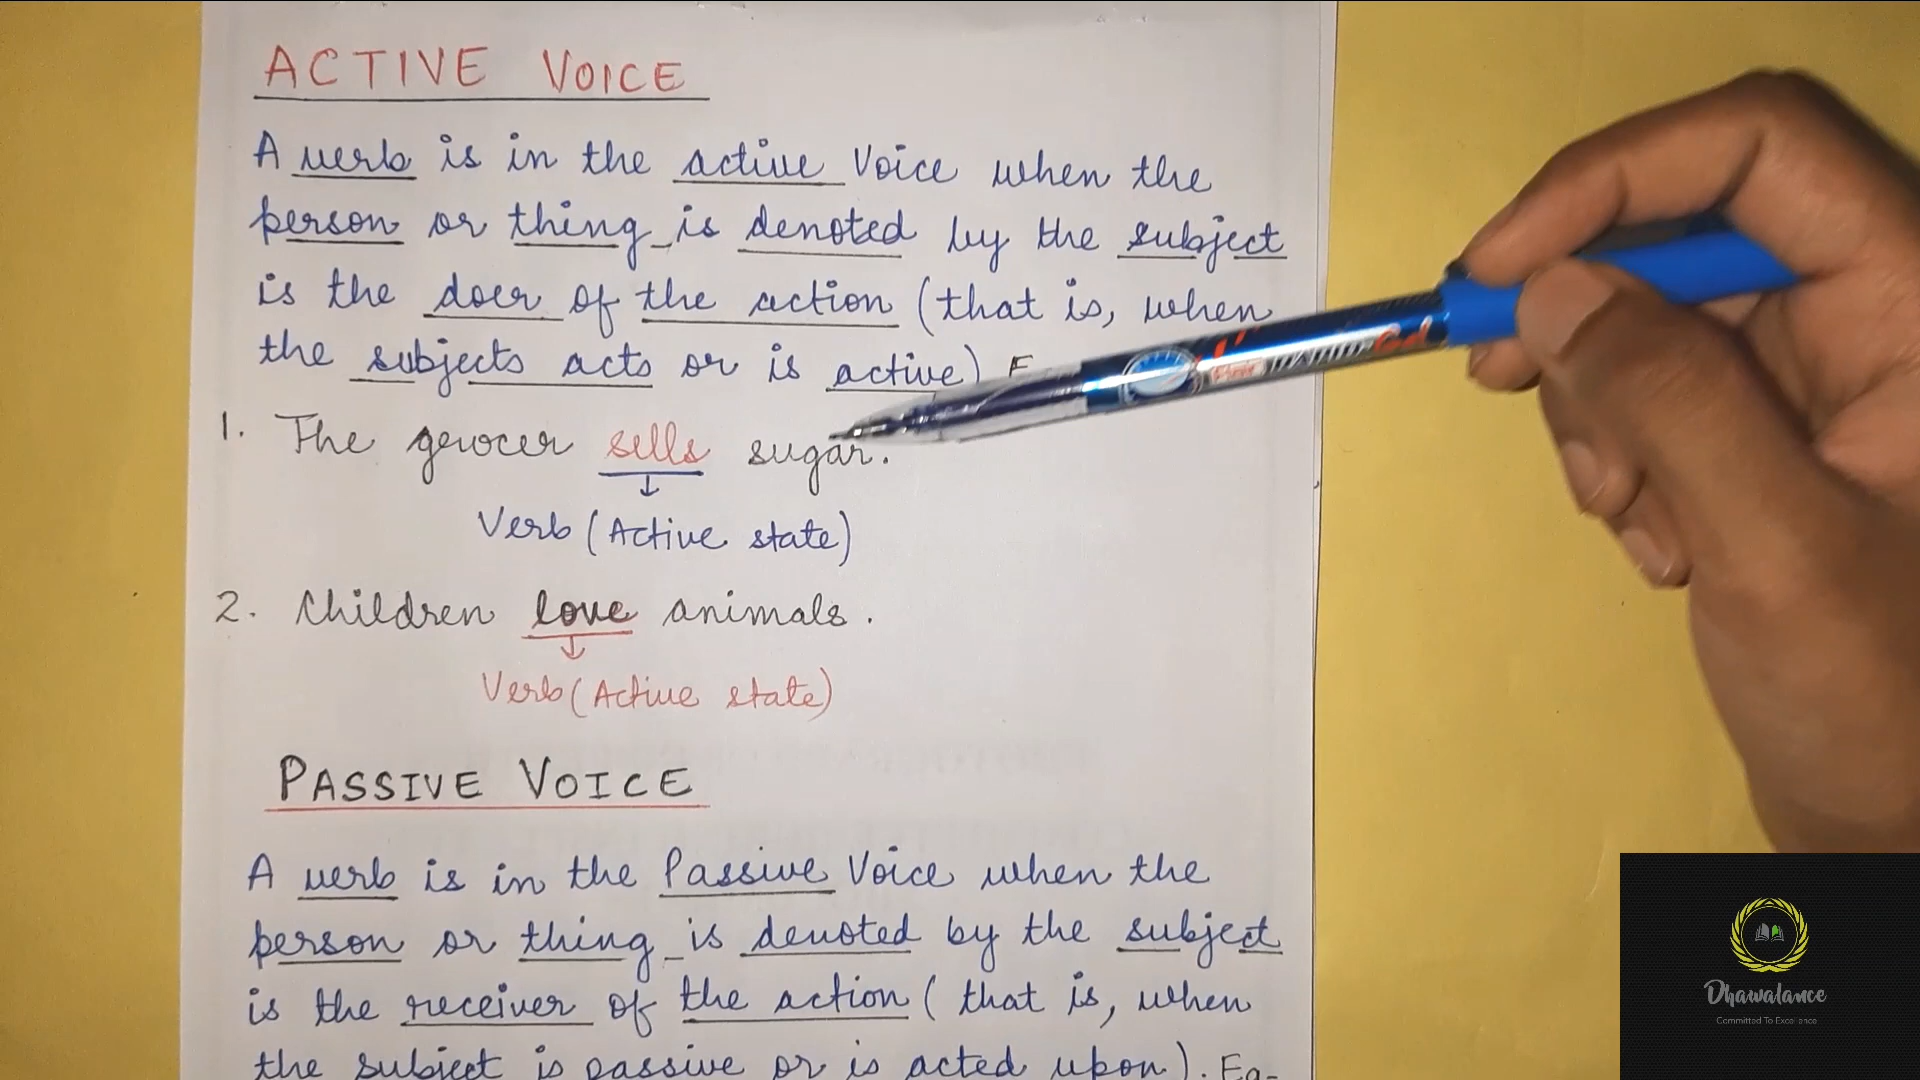 ACTIVE VOICE
A verb is in the active Voice when the
person or thing is denoted by the subject
is the doer of the action (that is, when
the subjects acts or is active)
1. The grocer sells sugar.
Verb (Active state)
2. Children love animals.
Verb (Active state)
PASSIVE VOICE
A verb is in the Passive Voice when the
person or thing is denoted by the subject
is the receiver of the action (that is, when
the subject is passive or is acted upon). Eg-
Dhawalance
Committed To Excellance